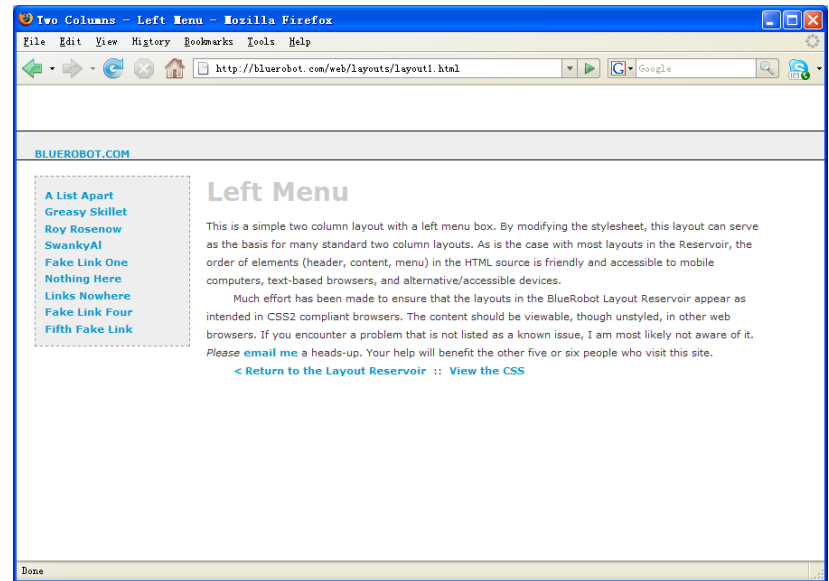 Two Columns - Left Menu - Mozilla Firefox
File Edit View History Bookmarks Tools Help
http://bluerobot.com/web/layouts/layout1.html
G Google
BLUEROBOT.COM
A List Apart
Greasy Skillet
Roy Rosenow
SwankyAl
Fake Link One
Nothing Here
Links Nowhere
Fake Link Four
Fifth Fake Link
Left Menu
This is a simple two column layout with a left menu box. By modifying the stylesheet, this layout can serve
as the basis for many standard two column layouts. As is the case with most layouts in the Reservoir, the
order of elements (header, content, menu) in the HTML source is friendly and accessible to mobile
computers, text-based browsers, and alternative/accessible devices.
Much effort has been made to ensure that the layouts in the BlueRobot Layout Reservoir appear as
intended in CSS2 compliant browsers. The content should be viewable, though unstyled, in other web
browsers. If you encounter a problem that is not listed as a known issue, I am most likely not aware of it.
Please email me a heads-up. Your help will benefit the other five or six people who visit this site.
< Return to the Layout Reservoir :: View the CSS
Done